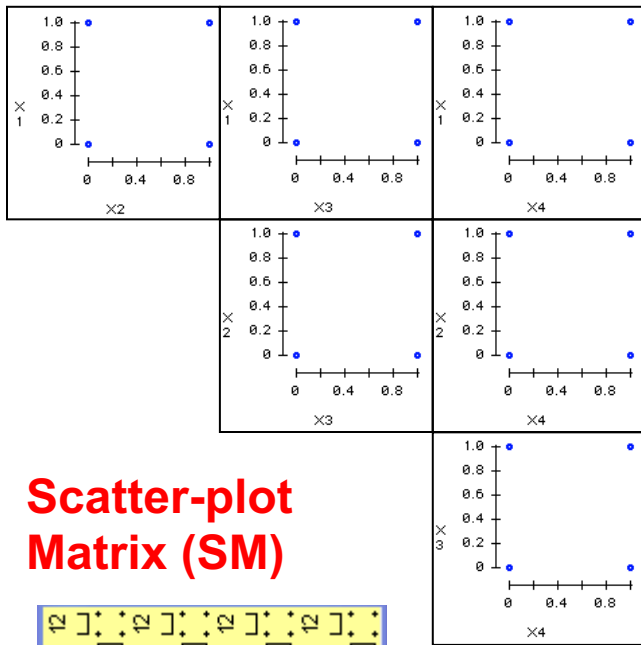 1.0 1.0 1.0
0.8 0.8 0.8
0.6 0.6 0.6
0.4 0.4 0.4
X1 X1 X1
0.2 0.2 0.2
0 0 0
0 0.4 0.8 0 0.4 0.8 0 0.4 0.8
X2 X3 X4
1.0 1.0
0.8 0.8
0.6 0.6
0.4 0.4
X2 X2
0.2 0.2
0 0
0 0.4 0.8 0 0.4 0.8
X3 X4
1.0
0.8
0.6
0.4
X3
0.2
0
0 0.4 0.8
X4
Scatter-plot
Matrix (SM)
12 12 12 12